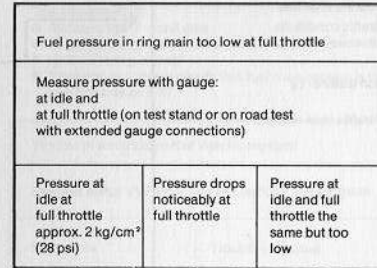 Fuel pressure in ring main too low at full throttle
Measure pressure with gauge:
at idle and
at full throttle (on test stand or on road test
with extended gauge connections)
Pressure at
idle at
full throttle
approx. 2 kg/cm²
(28 psi)
Pressure drops
noticeably at
full throttle
Pressure at
idle and full
throttle the
same but too
low